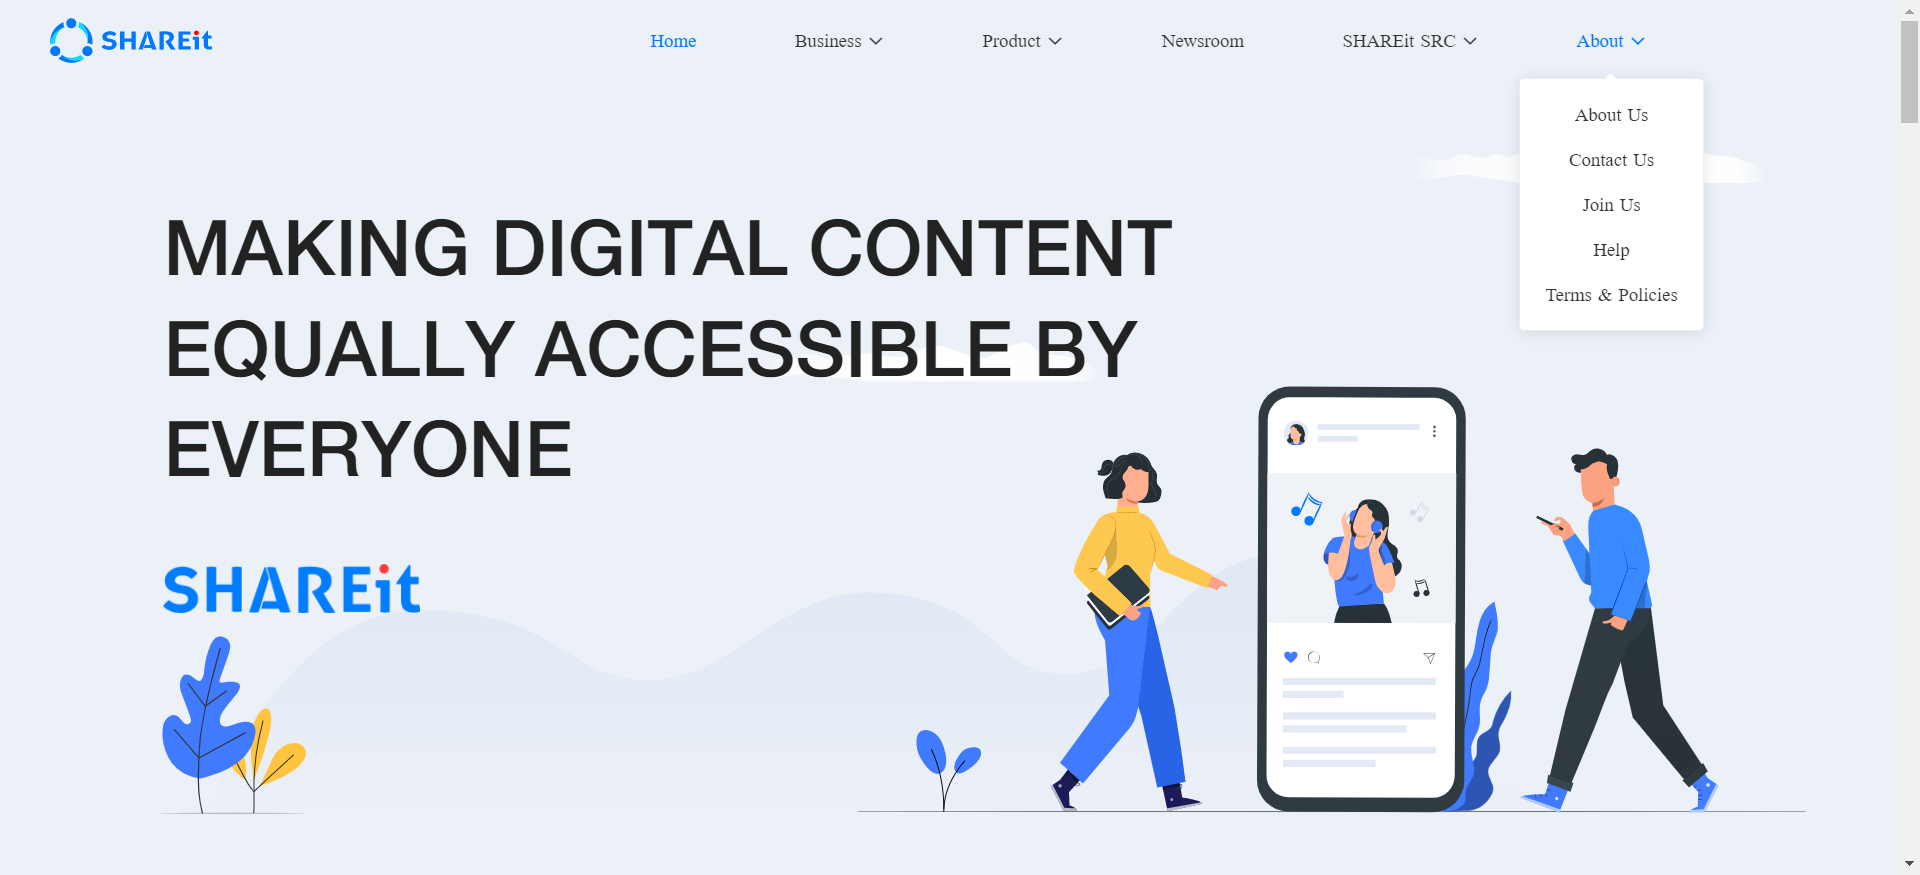 SHAREit
Home
Business
Product
Newsroom
SHAREit SRC
About
About Us
Contact Us
Join Us
Help
Terms & Policies
MAKING DIGITAL CONTENT
EQUALLY ACCESSIBLE BY
EVERYONE
SHAREit